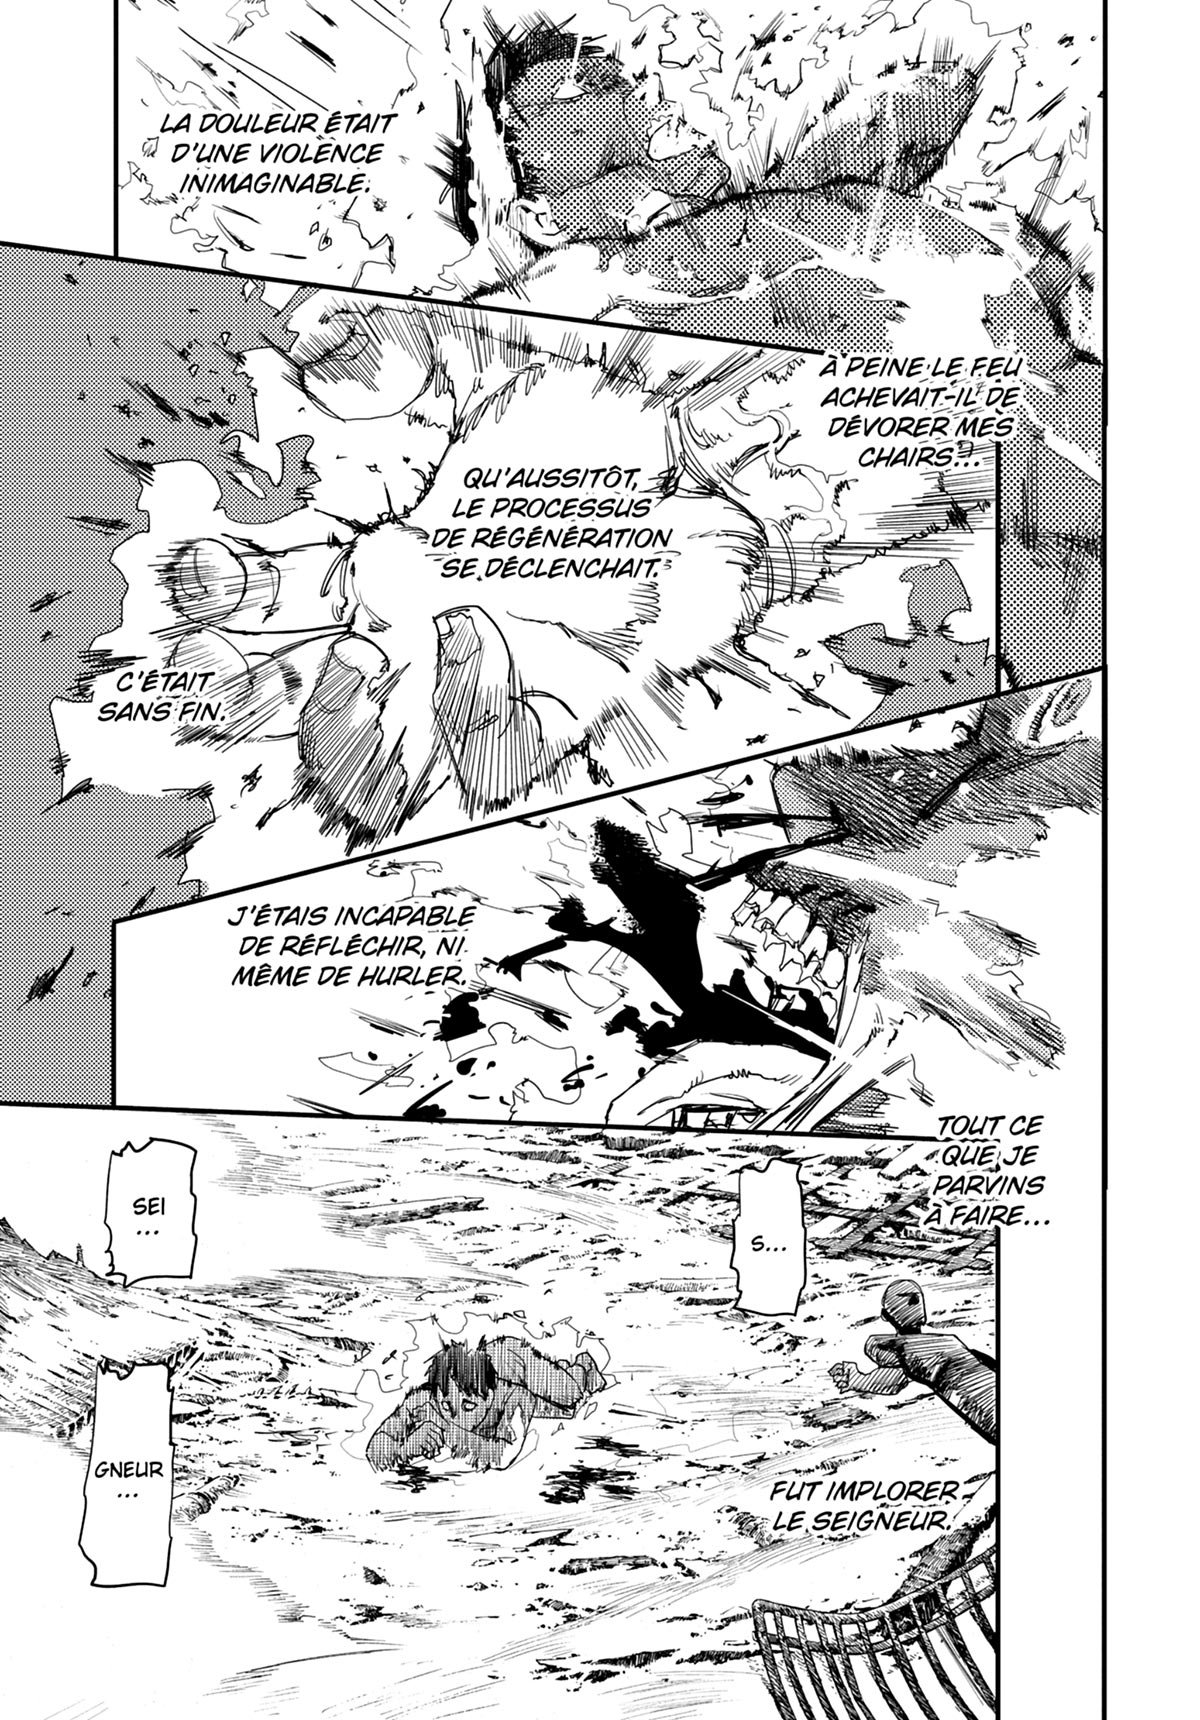 LA DOULEUR ÉTAIT
D'UNE VIOLENCE
INIMAGINABLE.
À PEINE LE FEU
ACHEVAIT-IL DE
DÉVORER MES
CHAIRS...
QU'AUSSITÔT,
LE PROCESSUS
DE RÉGÉNÉRATION
SE DÉCLENCHAIT.
C'ÉTAIT
SANS FIN.
J'ÉTAIS INCAPABLE
DE RÉFLÉCHIR, NI
MÊME DE HURLER.
TOUT CE
QUE JE
PARVINS
À FAIRE...
S...
SEI
...
GNEUR
...
FUT IMPLORER
LE SEIGNEUR.